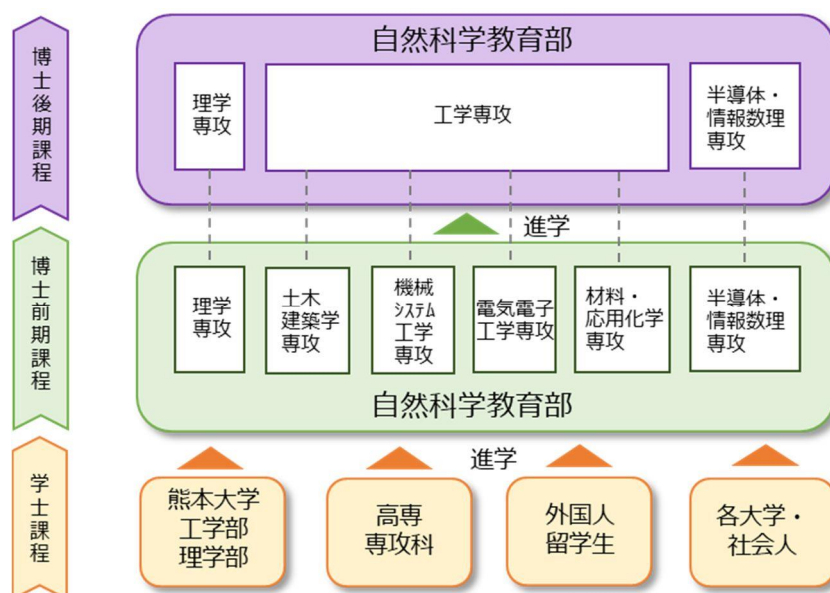 博士後期課程
自然科学教育部
理学
専攻
工学専攻
半導体・
情報数理
専攻
進学
博士前期課程
理学
専攻
土木
建築学
専攻
機械
ｼｽﾃﾑ
工学
専攻
電気電子
工学専攻
材料・
応用化学
専攻
半導体・
情報数理
専攻
自然科学教育部
進学
学士課程
熊本大学
工学部
理学部
高専
専攻科
外国人
留学生
各大学・
社会人